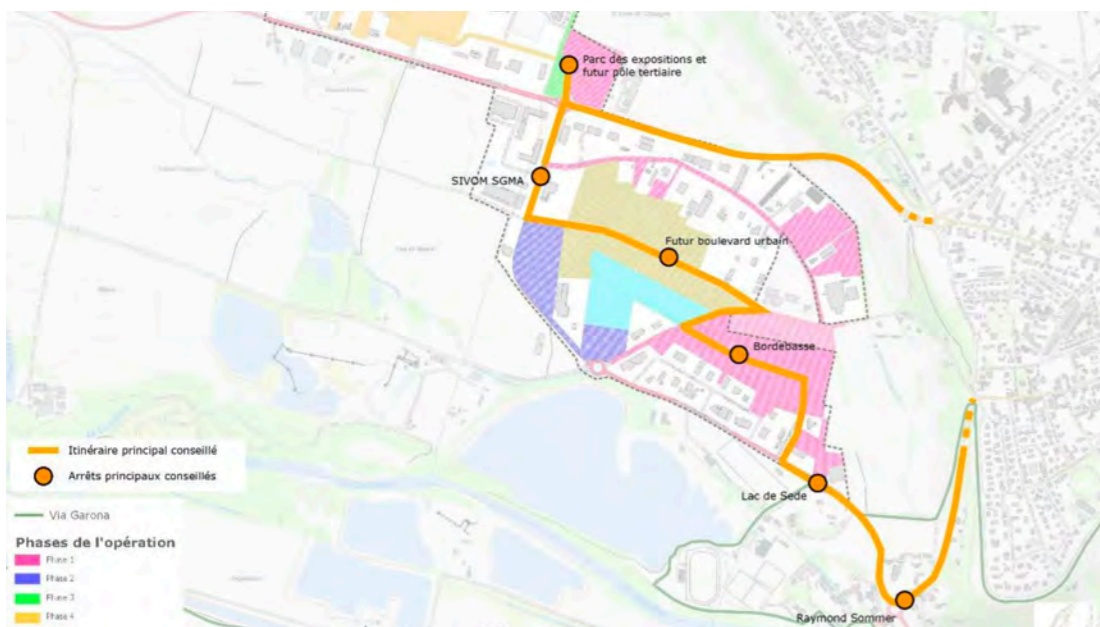 Parc des expositions et
futur pôle tertiaire
SIVOM SGMA
Futur boulevard urbain
Bordebasse
Lac de Sede
Raymond Sommer
Itinéraire principal conseillé
Arrêts principaux conseillés
Via Garona
Phases de l'opération
Phase 1
Phase 2
Phase 3
Phase 4